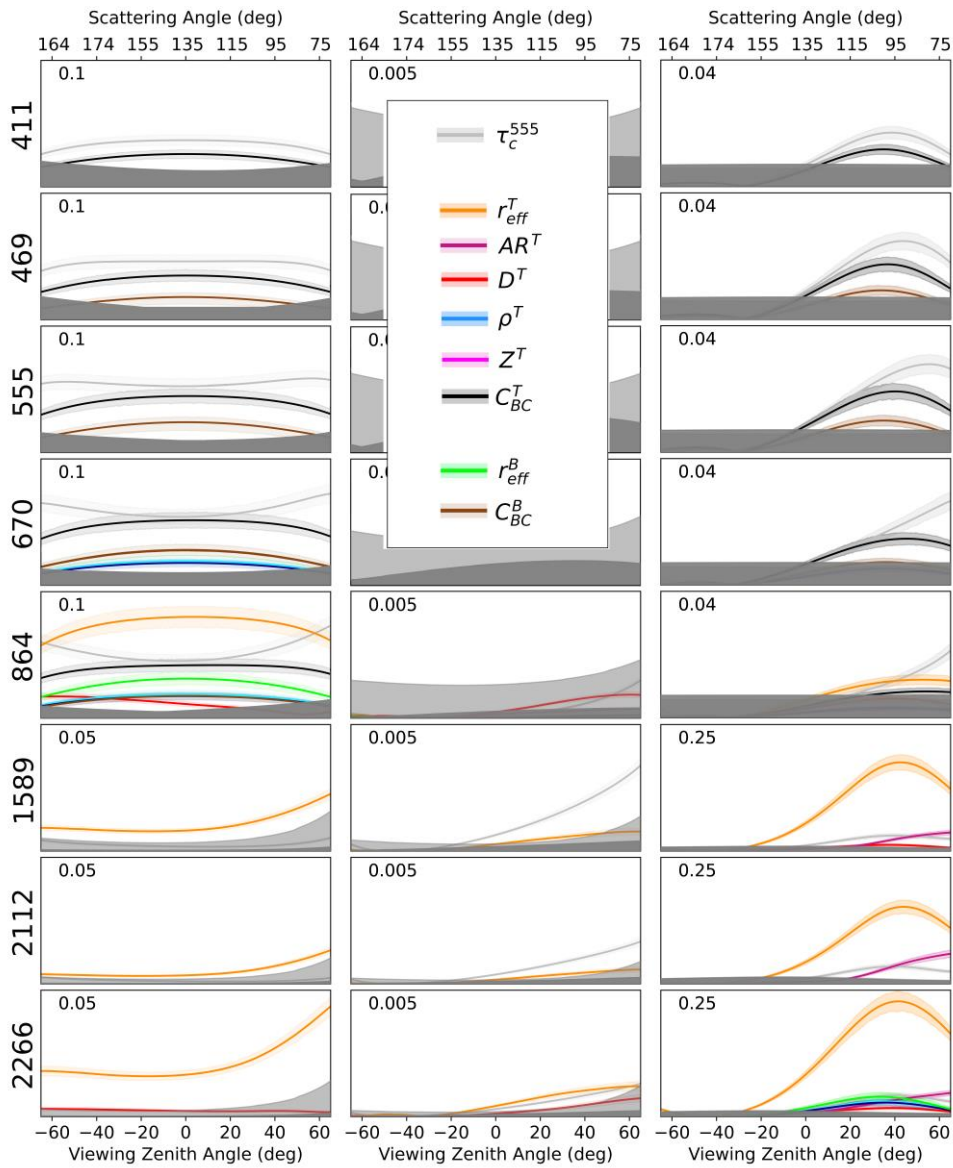 Scattering Angle (deg) Scattering Angle (deg) Scattering Angle (deg)
164 174 155 135 115 95 75 164 174 155 135 115 95 75 164 174 155 135 115 95 75
411 0.1 0.005 0.04
τ_c^555
469 0.1 0.04
r_eff^T
AR^T
D^T
555 0.1 0.04
ρ^T
Z^T
C_BC^T
670 0.1 0.04
r_eff^B
C_BC^B
864 0.1 0.005 0.04
1589 0.05 0.005 0.25
2112 0.05 0.005 0.25
2266 0.05 0.005 0.25
−60 −40 −20 0 20 40 60 −60 −40 −20 0 20 40 60 −60 −40 −20 0 20 40 60
Viewing Zenith Angle (deg) Viewing Zenith Angle (deg) Viewing Zenith Angle (deg)